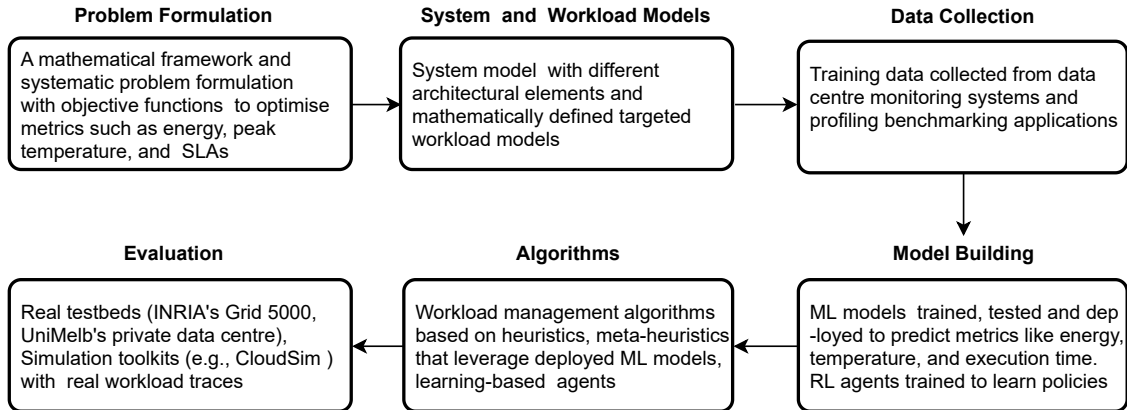 Problem Formulation
A mathematical framework and
systematic problem formulation
with objective functions to optimise
metrics such as energy, peak
temperature, and SLAs
System and Workload Models
System model with different
architectural elements and
mathematically defined targeted
workload models
Data Collection
Training data collected from data
centre monitoring systems and
profiling benchmarking applications
Model Building
ML models trained, tested and dep
-loyed to predict metrics like energy,
temperature, and execution time.
RL agents trained to learn policies
Algorithms
Workload management algorithms
based on heuristics, meta-heuristics
that leverage deployed ML models,
learning-based agents
Evaluation
Real testbeds (INRIA's Grid 5000,
UniMelb's private data centre),
Simulation toolkits (e.g., CloudSim )
with real workload traces